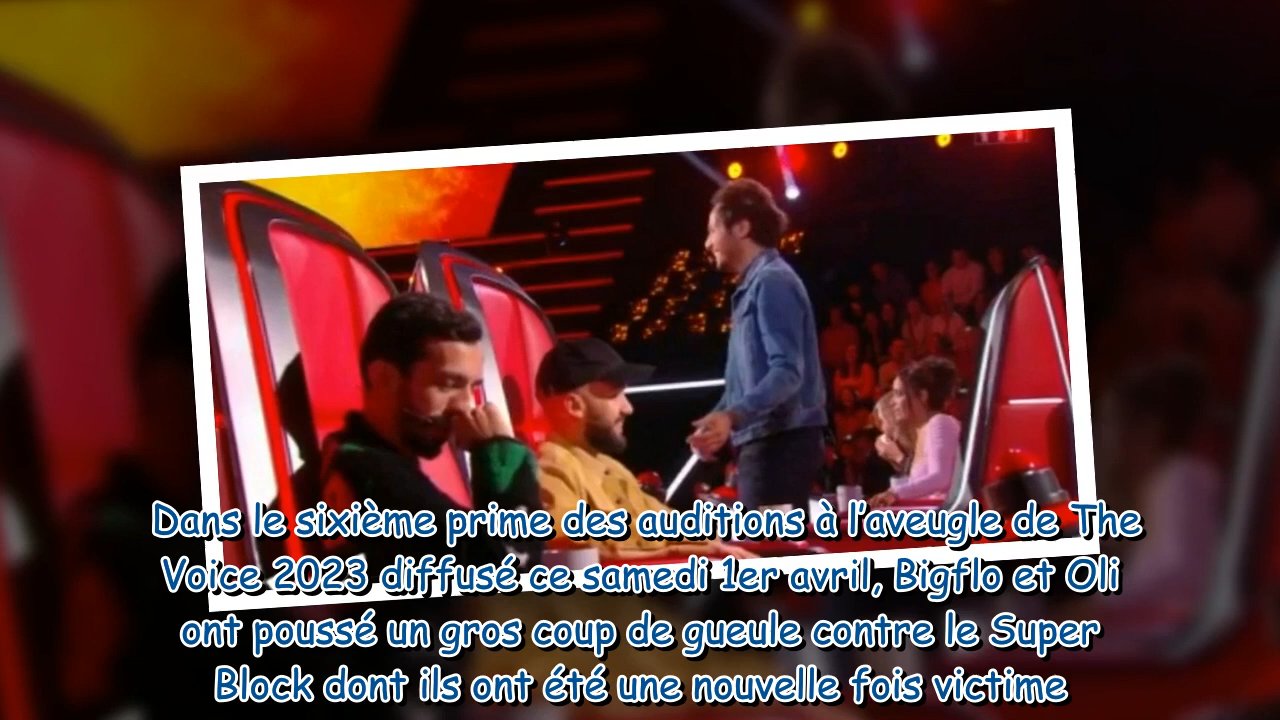 Dans le sixième prime des auditions à l'aveugle de The
Voice 2023 diffusé ce samedi 1er avril, Bigflo et Oli
ont poussé un gros coup de gueule contre le Super
Block dont ils ont été une nouvelle fois victime